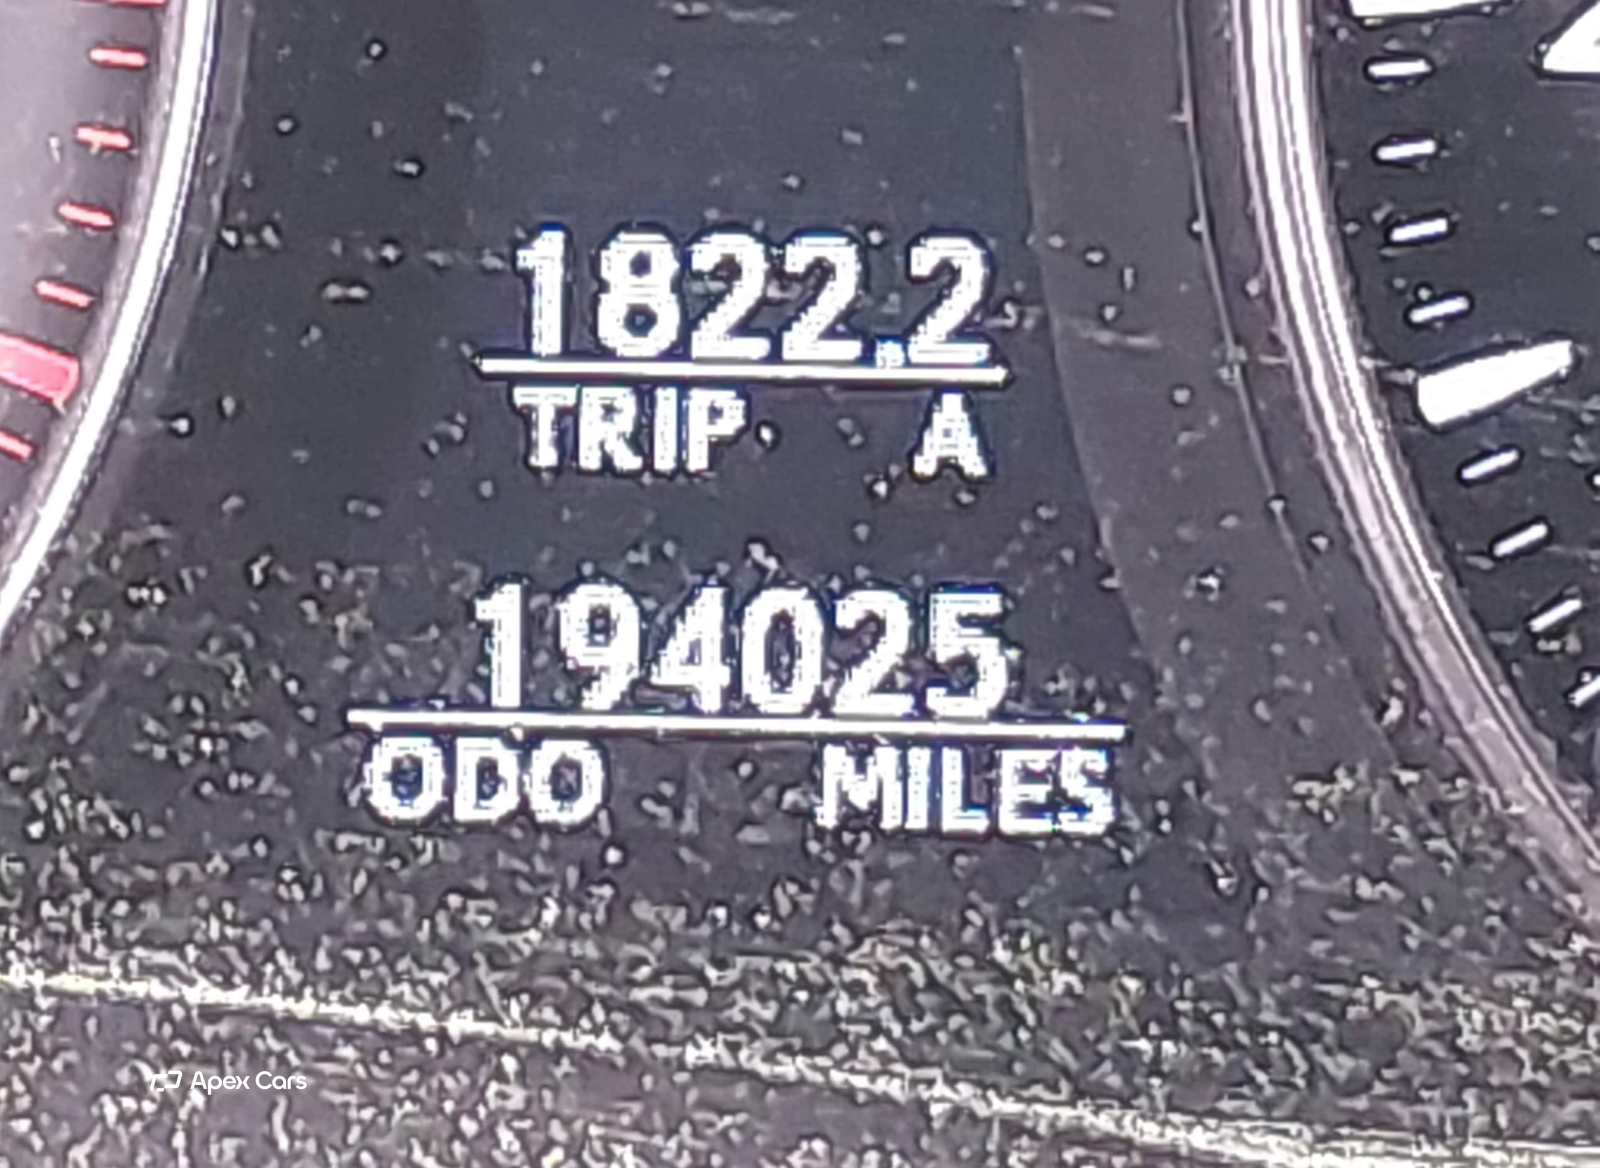 1822.2
TRIP A
194025
ODO MILES
Apex Cars